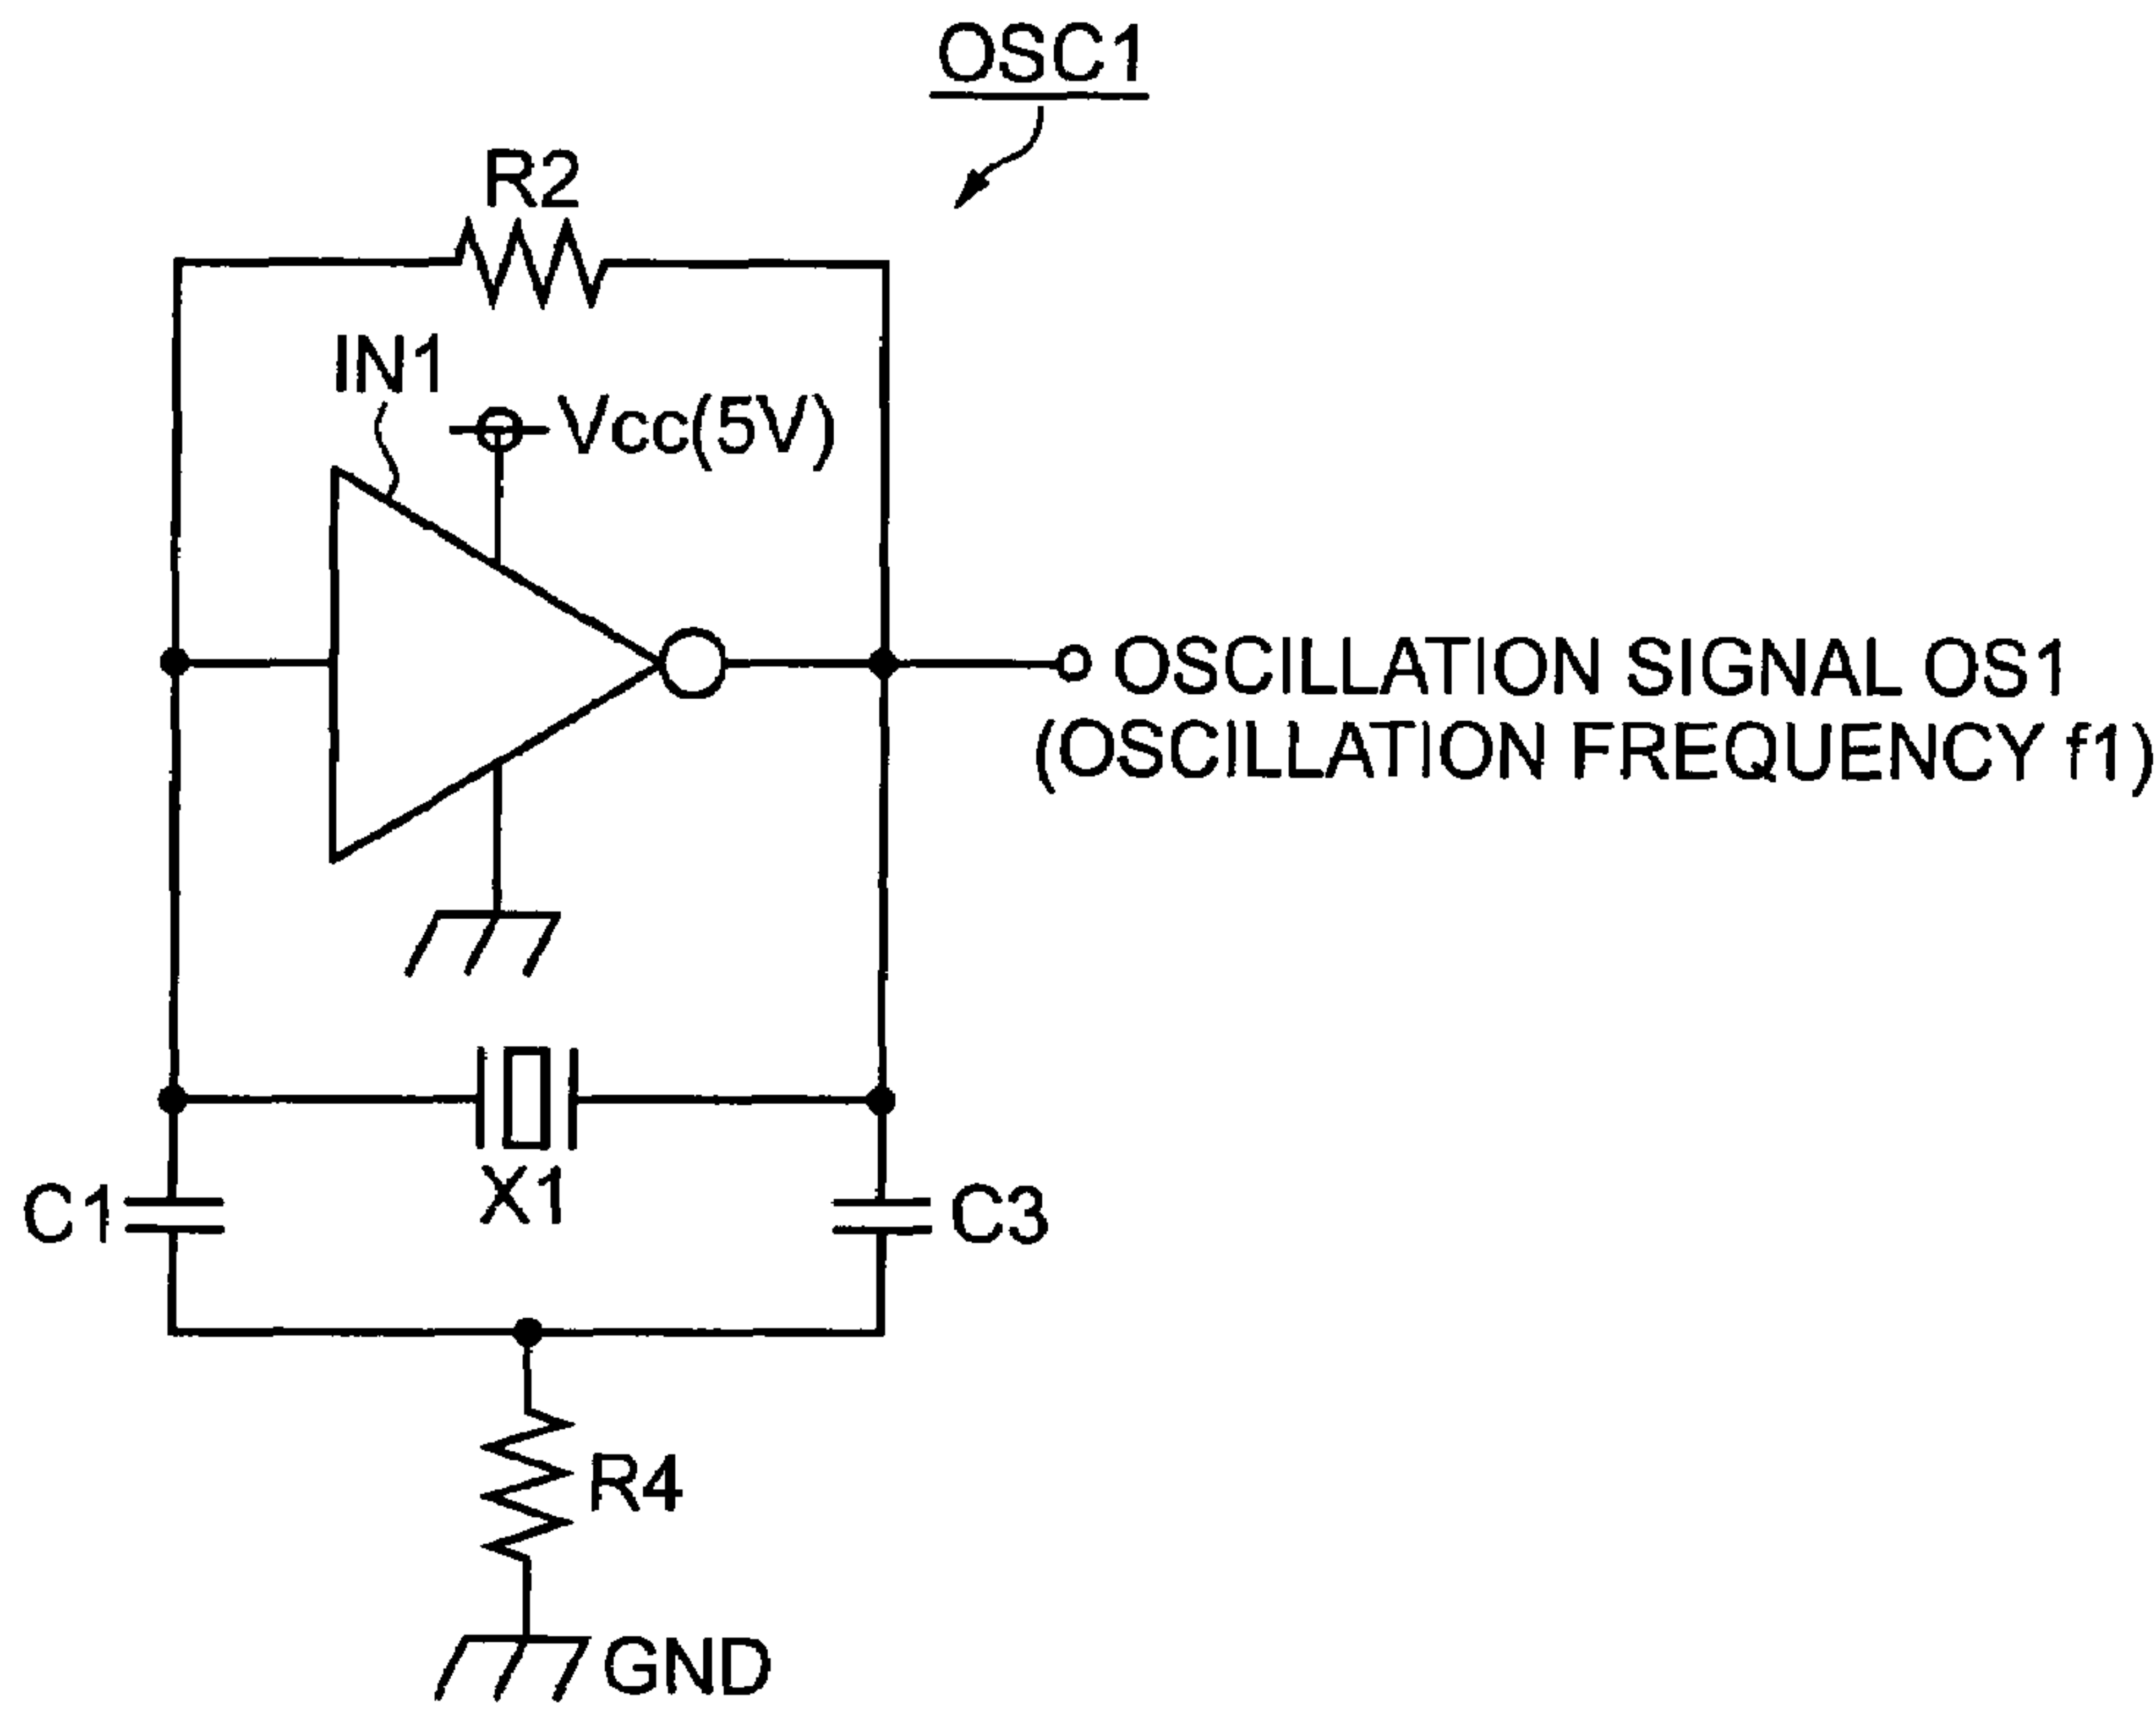 OSC1
R2
IN1
Vcc(5V)
OSCILLATION SIGNAL OS1
(OSCILLATION FREQUENCY f1)
X1
C1
C3
R4
GND